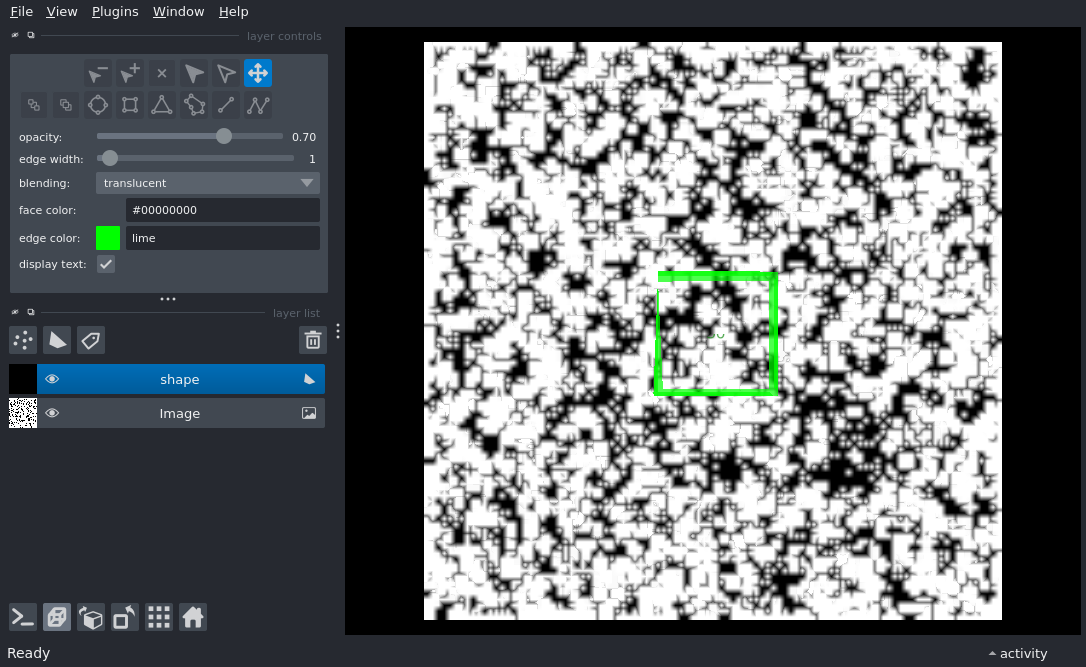 File View Plugins Window Help
layer controls
opacity: 0.70
edge width: 1
blending: translucent
face color: #00000000
edge color: lime
display text:
layer list
shape
Image
Ready
activity